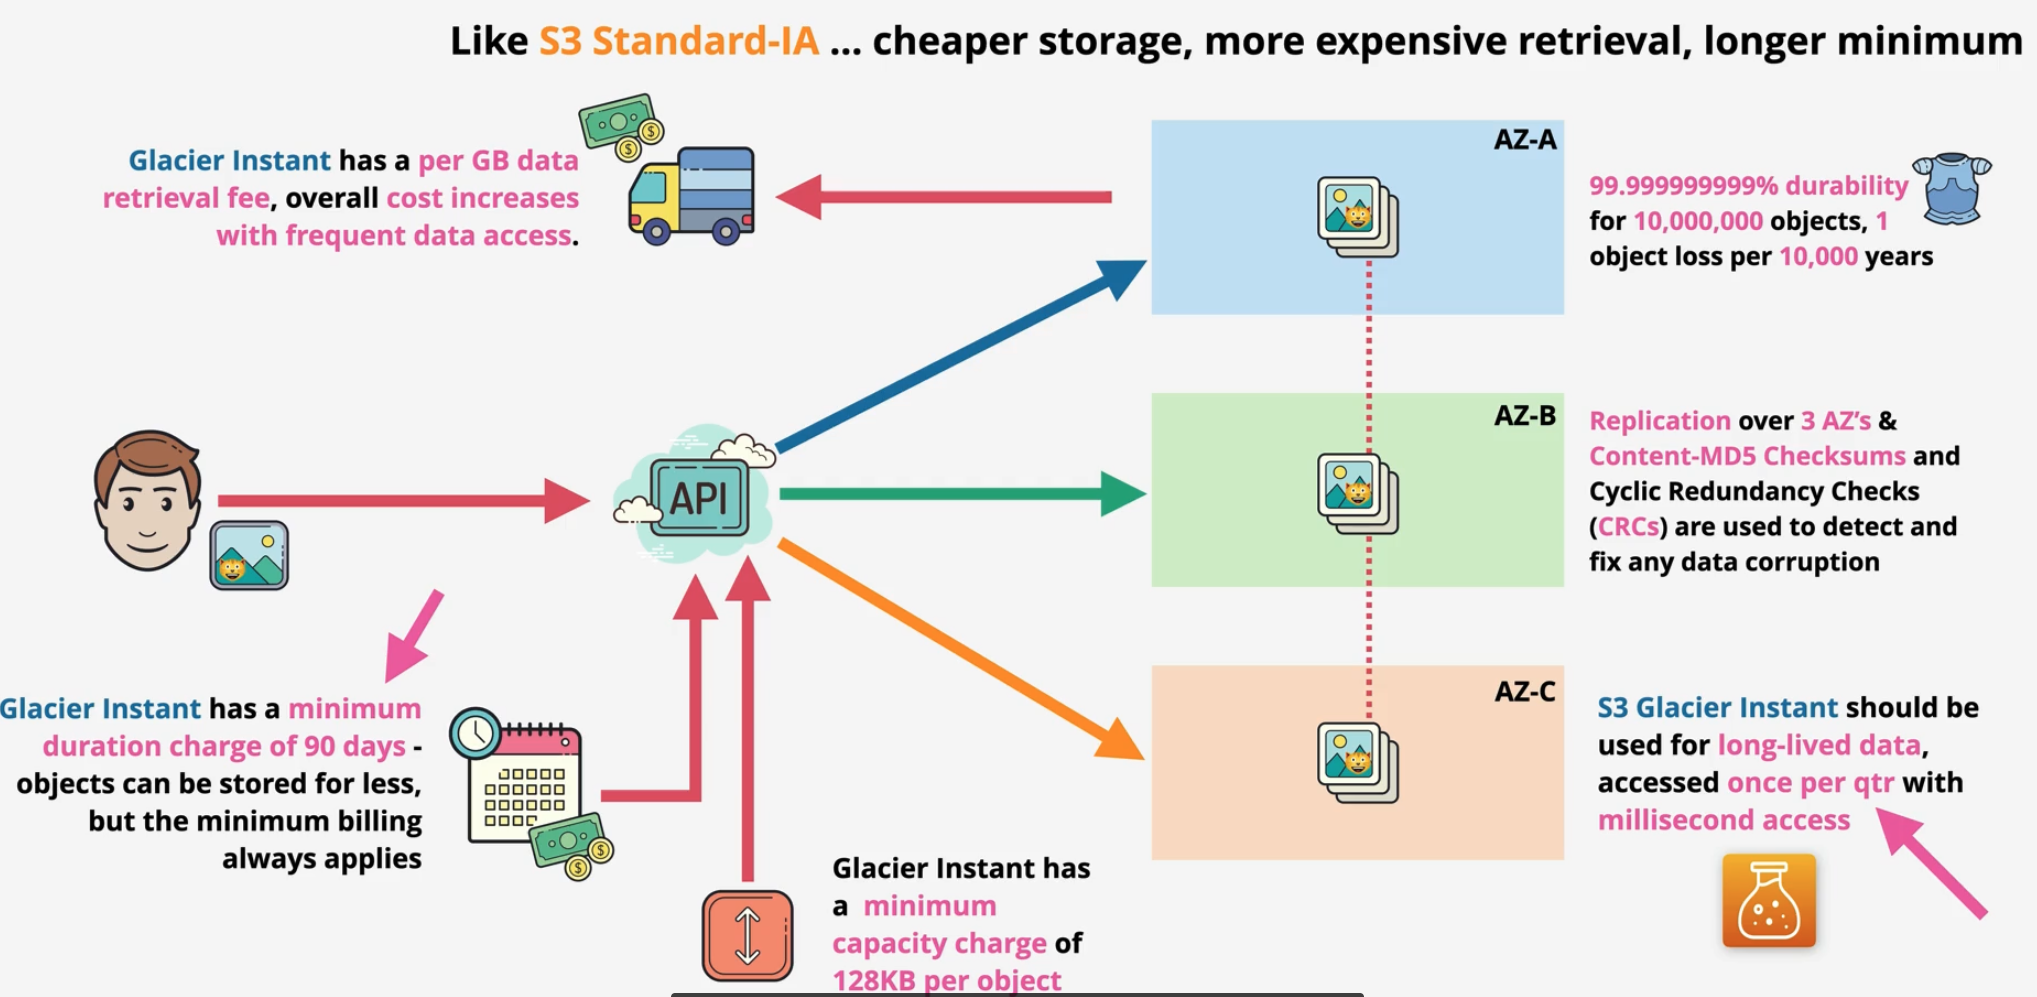 Like S3 Standard-IA ... cheaper storage, more expensive retrieval, longer minimum
Glacier Instant has a per GB data
retrieval fee, overall cost increases
with frequent data access.
AZ-A
99.999999999% durability
for 10,000,000 objects, 1
object loss per 10,000 years
API
AZ-B
Replication over 3 AZ's &
Content-MD5 Checksums and
Cyclic Redundancy Checks
(CRCs) are used to detect and
fix any data corruption
Glacier Instant has a minimum
duration charge of 90 days -
objects can be stored for less,
but the minimum billing
always applies
Glacier Instant has
a minimum
capacity charge of
128KB per object
AZ-C
S3 Glacier Instant should be
used for long-lived data,
accessed once per qtr with
millisecond access